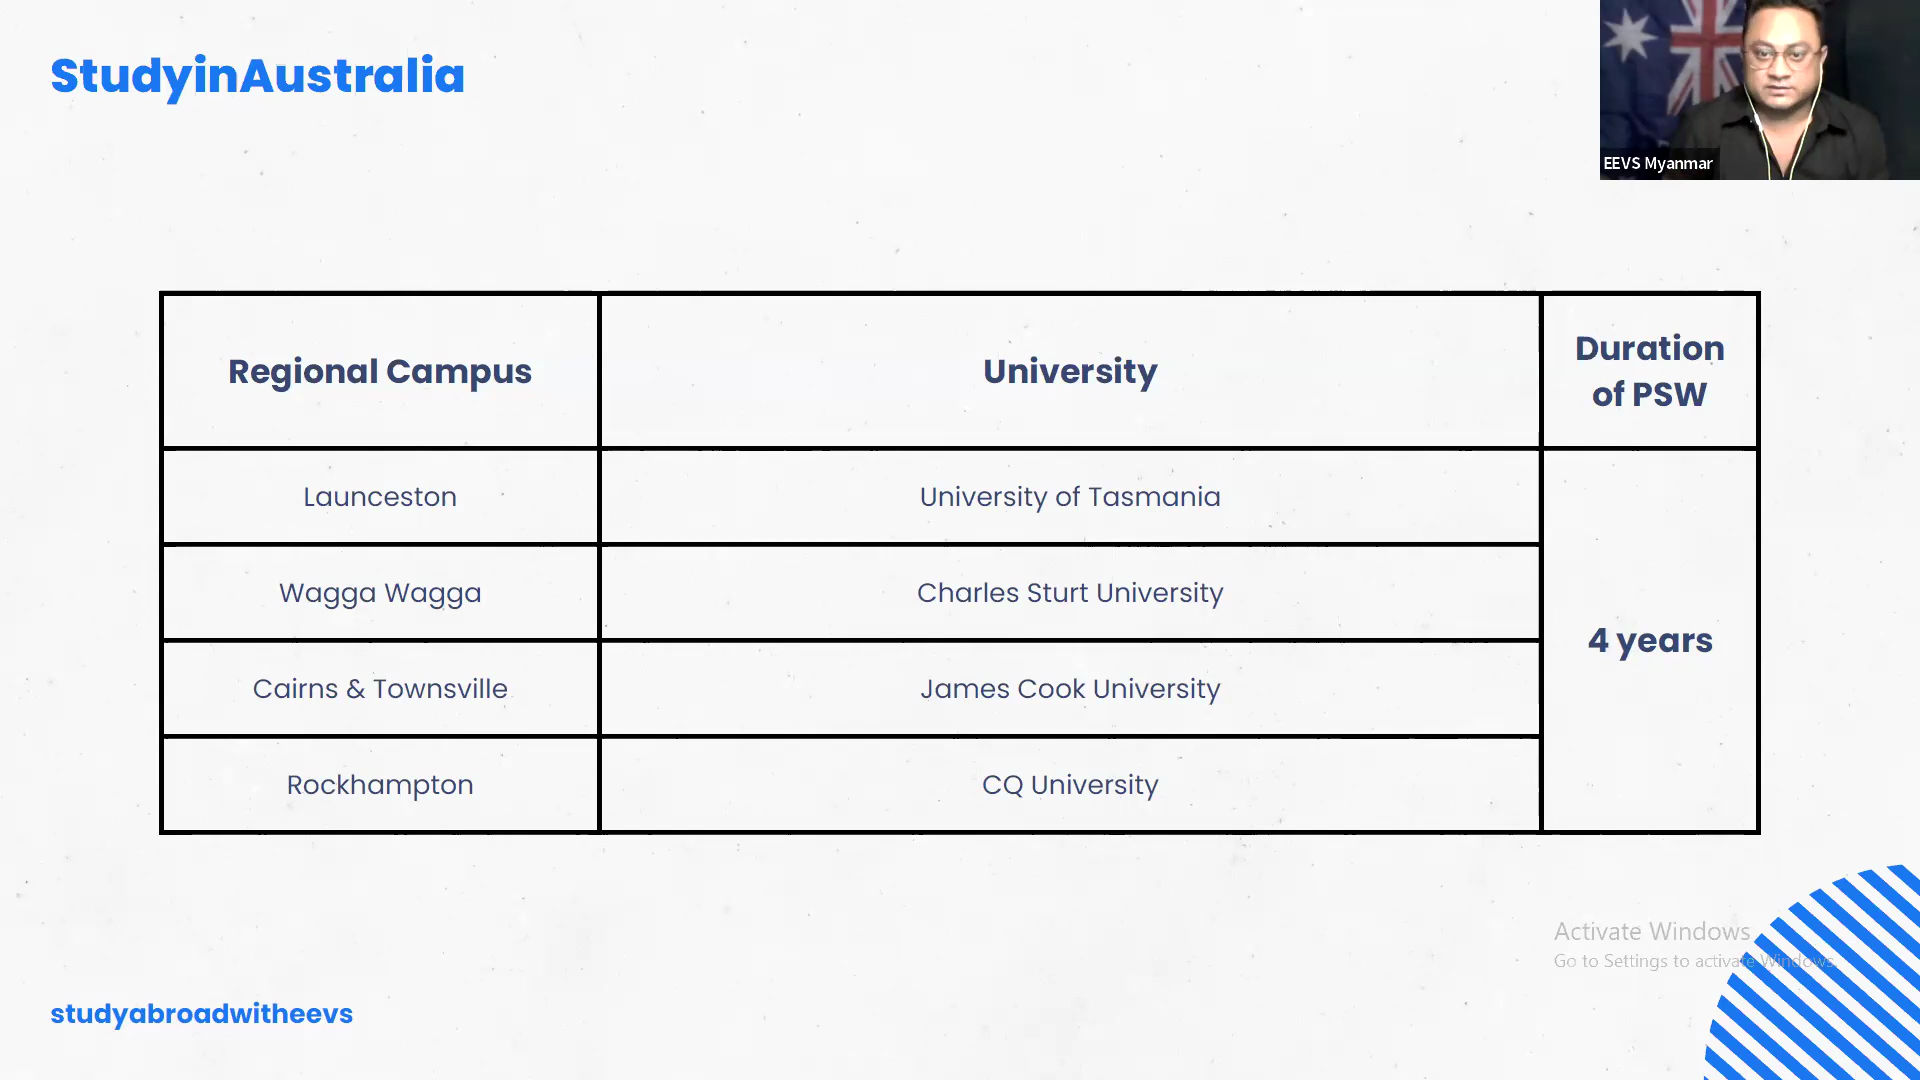 StudyinAustralia
EEVS Myanmar
Regional Campus
University
Duration
of PSW
Launceston
University of Tasmania
Wagga Wagga
Charles Sturt University
4 years
Cairns & Townsville
James Cook University
Rockhampton
CQ University
Activate Windows
Go to Settings to activate Windows.
studyabroadwitheevs